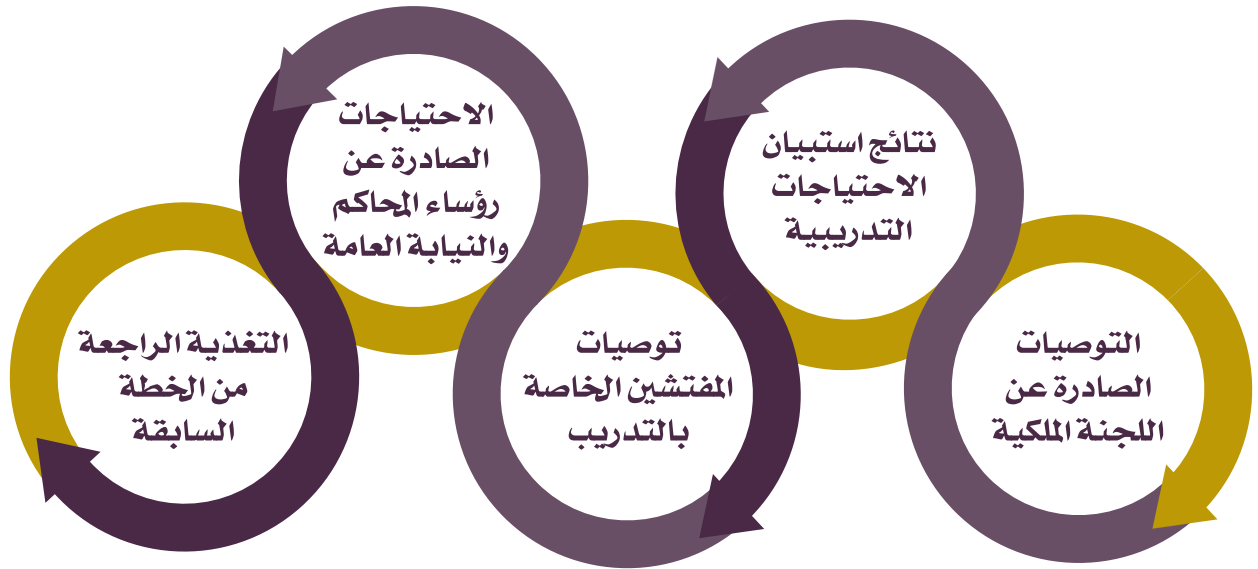 التوصيات
الصادرة عن
اللجنة الملكية
نتائج استبيان
الاحتياجات
التدريبية
توصيات
المفتشين الخاصة
بالتدريب
الاحتياجات
الصادرة عن
رؤساء المحاكم
والنيابة العامة
التغذية الراجعة
من الخطة
السابقة